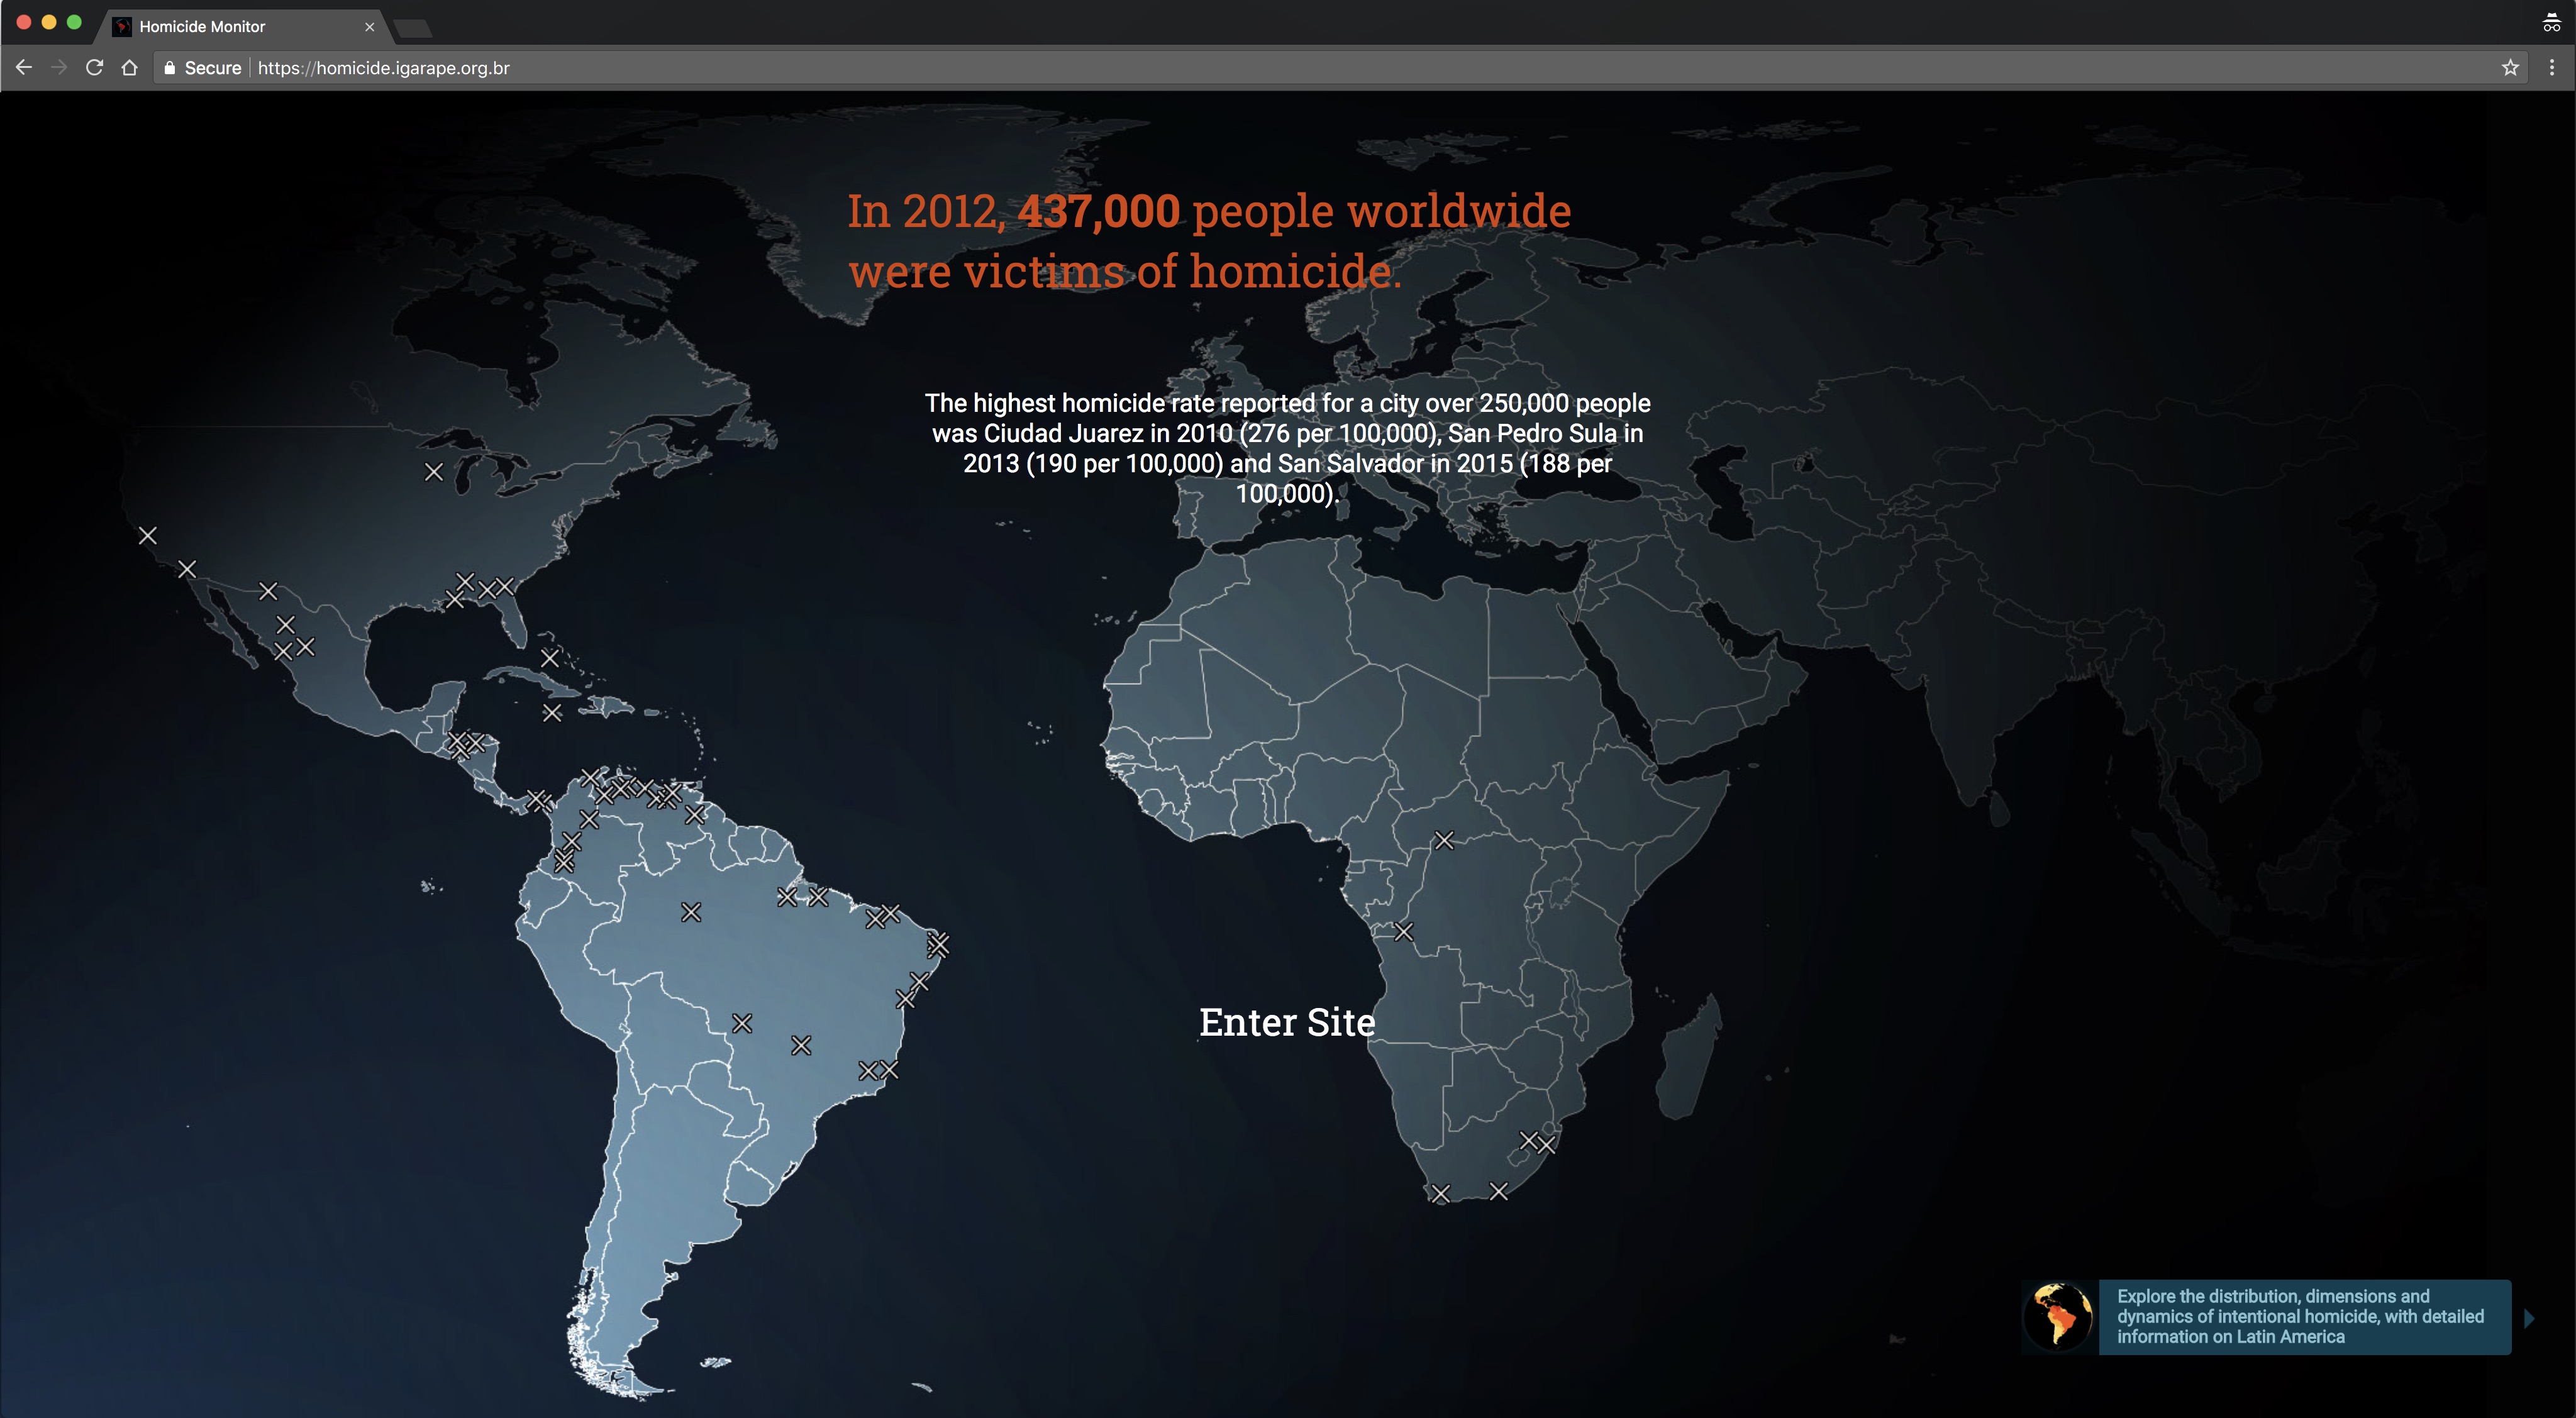 Homicide Monitor
Secure https://homicide.igarape.org.br
In 2012, 437,000 people worldwide
were victims of homicide.
The highest homicide rate reported for a city over 250,000 people
was Ciudad Juarez in 2010 (276 per 100,000), San Pedro Sula in
2013 (190 per 100,000) and San Salvador in 2015 (188 per
100,000).
Enter Site
Explore the distribution, dimensions and
dynamics of intentional homicide, with detailed
information on Latin America